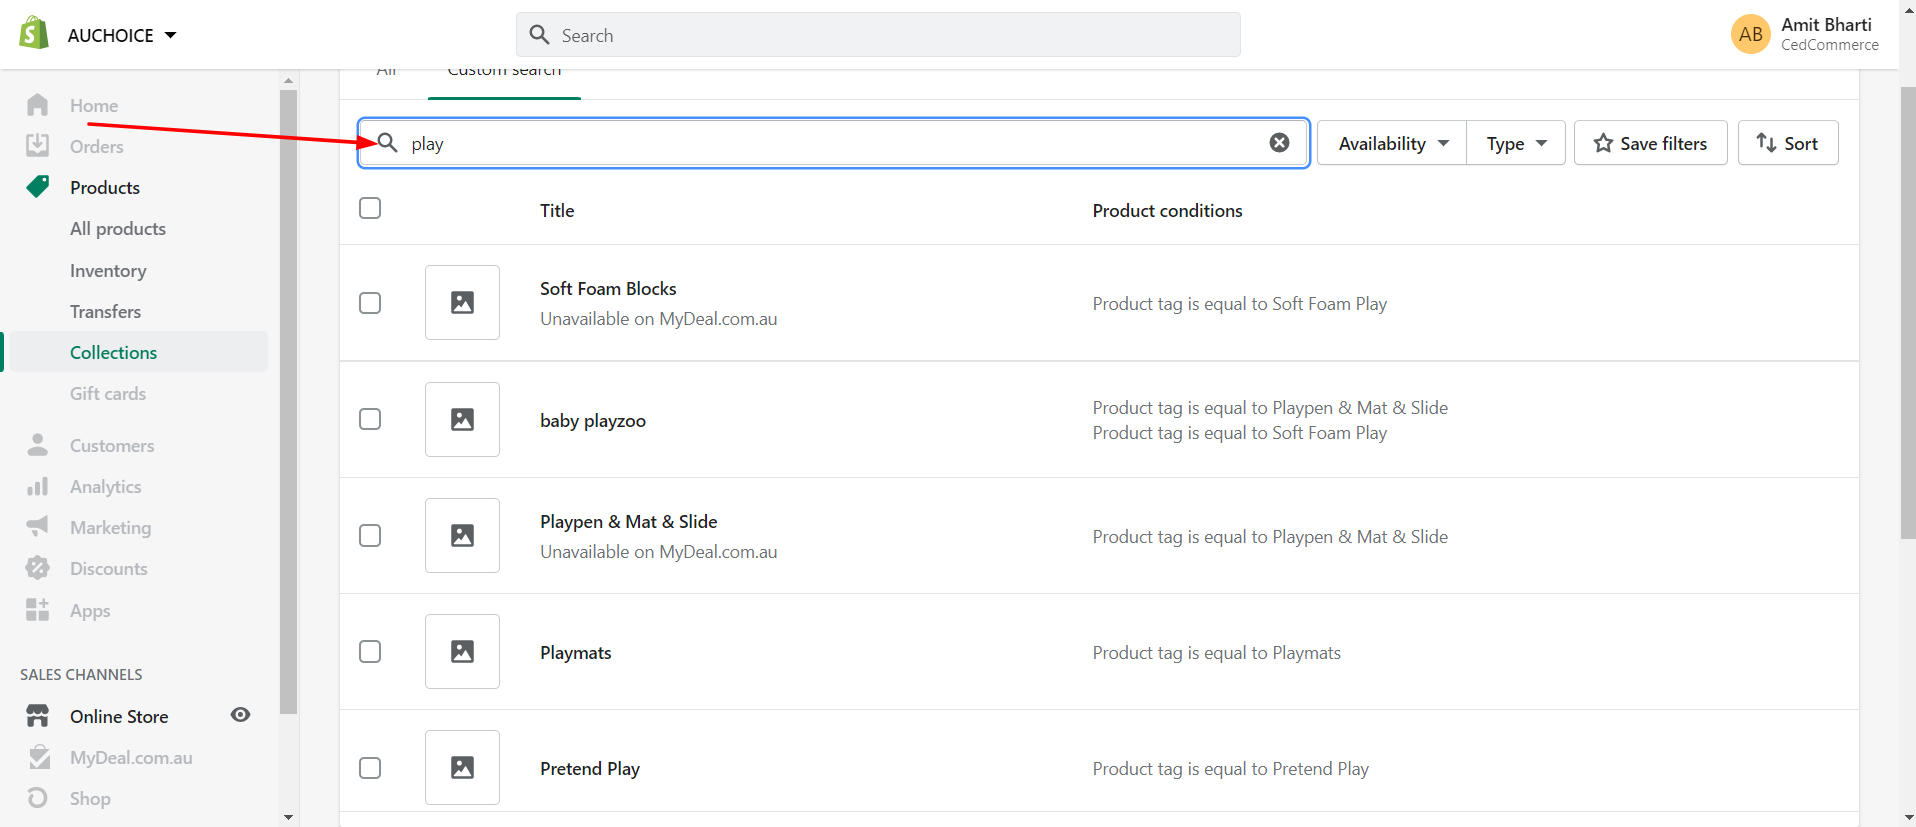 AUCHOICE
Search
AB
Amit Bharti
CedCommerce
Home
Orders
Products
All products
Inventory
Transfers
Collections
Gift cards
Customers
Analytics
Marketing
Discounts
Apps
SALES CHANNELS
Online Store
MyDeal.com.au
Shop
All
Custom search
play
Availability
Type
Save filters
Sort
Title
Product conditions
Soft Foam Blocks
Unavailable on MyDeal.com.au
Product tag is equal to Soft Foam Play
baby playzoo
Product tag is equal to Playpen & Mat & Slide
Product tag is equal to Soft Foam Play
Playpen & Mat & Slide
Unavailable on MyDeal.com.au
Product tag is equal to Playpen & Mat & Slide
Playmats
Product tag is equal to Playmats
Pretend Play
Product tag is equal to Pretend Play